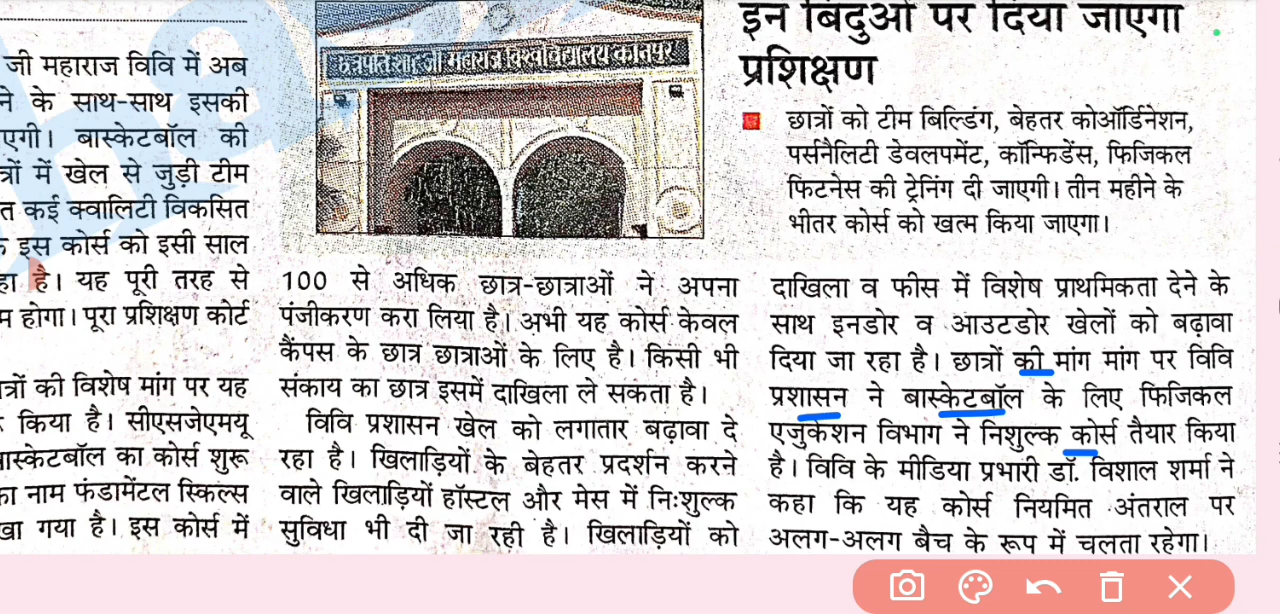 जी महाराज विवि में अब
ने के साथ-साथ इसकी
एगी। बास्केटबॉल की
त्रों में खेल से जुड़ी टीम
त कई क्वालिटी विकसित
इस कोर्स को इसी साल
हा है। यह पूरी तरह से
म होगा। पूरा प्रशिक्षण कोर्ट
त्रों की विशेष मांग पर यह
किया है। सीएसजेएमयू
बास्केटबॉल का कोर्स शुरू
का नाम फंडामेंटल स्किल्स
खा गया है। इस कोर्स में
छत्रपति शाहू जी महाराज विश्वविद्यालय कानपुर
100 से अधिक छात्र-छात्राओं ने अपना
पंजीकरण करा लिया है। अभी यह कोर्स केवल
कैंपस के छात्र छात्राओं के लिए है। किसी भी
संकाय का छात्र इसमें दाखिला ले सकता है।
विवि प्रशासन खेल को लगातार बढ़ावा दे
रहा है। खिलाड़ियों के बेहतर प्रदर्शन करने
वाले खिलाड़ियों हॉस्टल और मेस में नि:शुल्क
सुविधा भी दी जा रही है। खिलाड़ियों को
इन बिंदुओं पर दिया जाएगा
प्रशिक्षण
छात्रों को टीम बिल्डिंग, बेहतर कोऑर्डिनेशन,
पर्सनैलिटी डेवलपमेंट, कॉन्फिडेंस, फिजिकल
फिटनेस की ट्रेनिंग दी जाएगी। तीन महीने के
भीतर कोर्स को खत्म किया जाएगा।
दाखिला व फीस में विशेष प्राथमिकता देने के
साथ इनडोर व आउटडोर खेलों को बढ़ावा
दिया जा रहा है। छात्रों की मांग मांग पर विवि
प्रशासन ने बास्केटबॉल के लिए फिजिकल
एजुकेशन विभाग ने निशुल्क कोर्स तैयार किया
है। विवि के मीडिया प्रभारी डॉ. विशाल शर्मा ने
कहा कि यह कोर्स नियमित अंतराल पर
अलग-अलग बैच के रूप में चलता रहेगा।